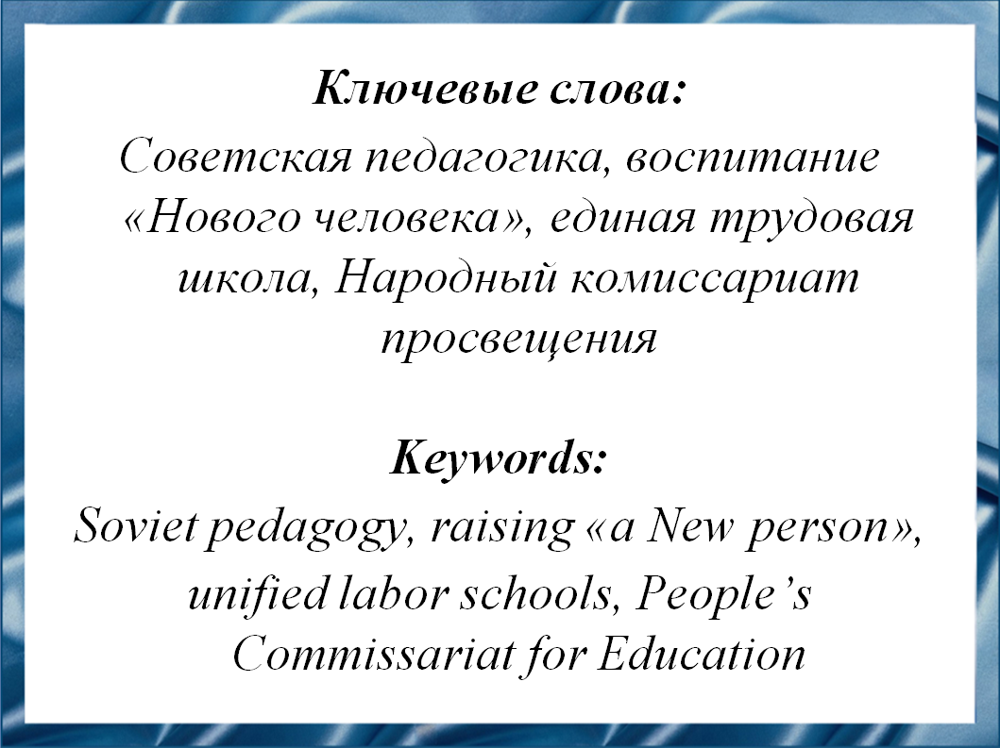 Ключевые слова:
Советская педагогика, воспитание
«Нового человека», единая трудовая
школа, Народный комиссариат
просвещения
Keywords:
Soviet pedagogy, raising «a New person»,
unified labor schools, People’s
Commissariat for Education